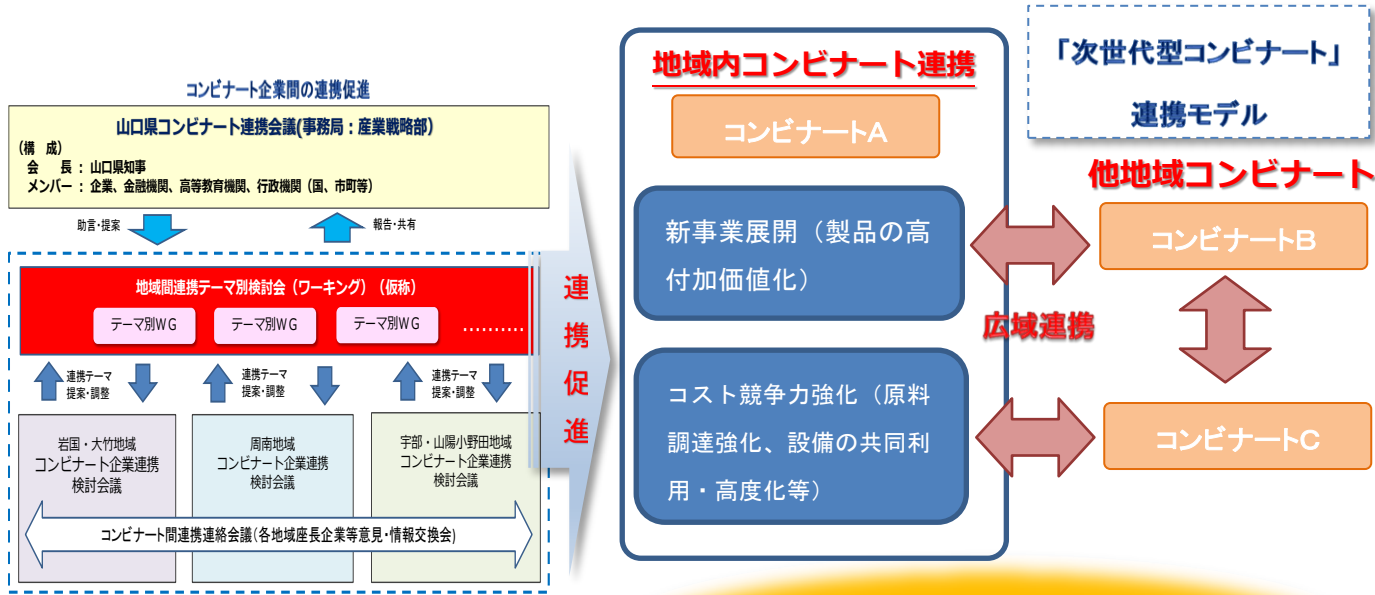 コンビナート企業間の連携促進
山口県コンビナート連携会議(事務局：産業戦略部)
(構　成)
会　　長：山口県知事
メンバー：企業、金融機関、高等教育機関、行政機関（国、市町等）
助言・提案
報告・共有
地域間連携テーマ別検討会（ワーキング）（仮称）
テーマ別WG
テーマ別WG
テーマ別WG
‥‥‥‥‥
連携テーマ
提案・調整
連携テーマ
提案・調整
連携テーマ
提案・調整
岩国・大竹地域
コンビナート企業連携
検討会議
周南地域
コンビナート企業連携
検討会議
宇部・山陽小野田地域
コンビナート企業連携
検討会議
コンビナート間連携連絡会議(各地域座長企業等意見・情報交換会)
連
携
促
進
地域内コンビナート連携
コンビナートA
新事業展開（製品の高
付加価値化）
コスト競争力強化（原料
調達強化、設備の共同利
用・高度化等）
広域連携
「次世代型コンビナート」
連携モデル
他地域コンビナート
コンビナートB
コンビナートC